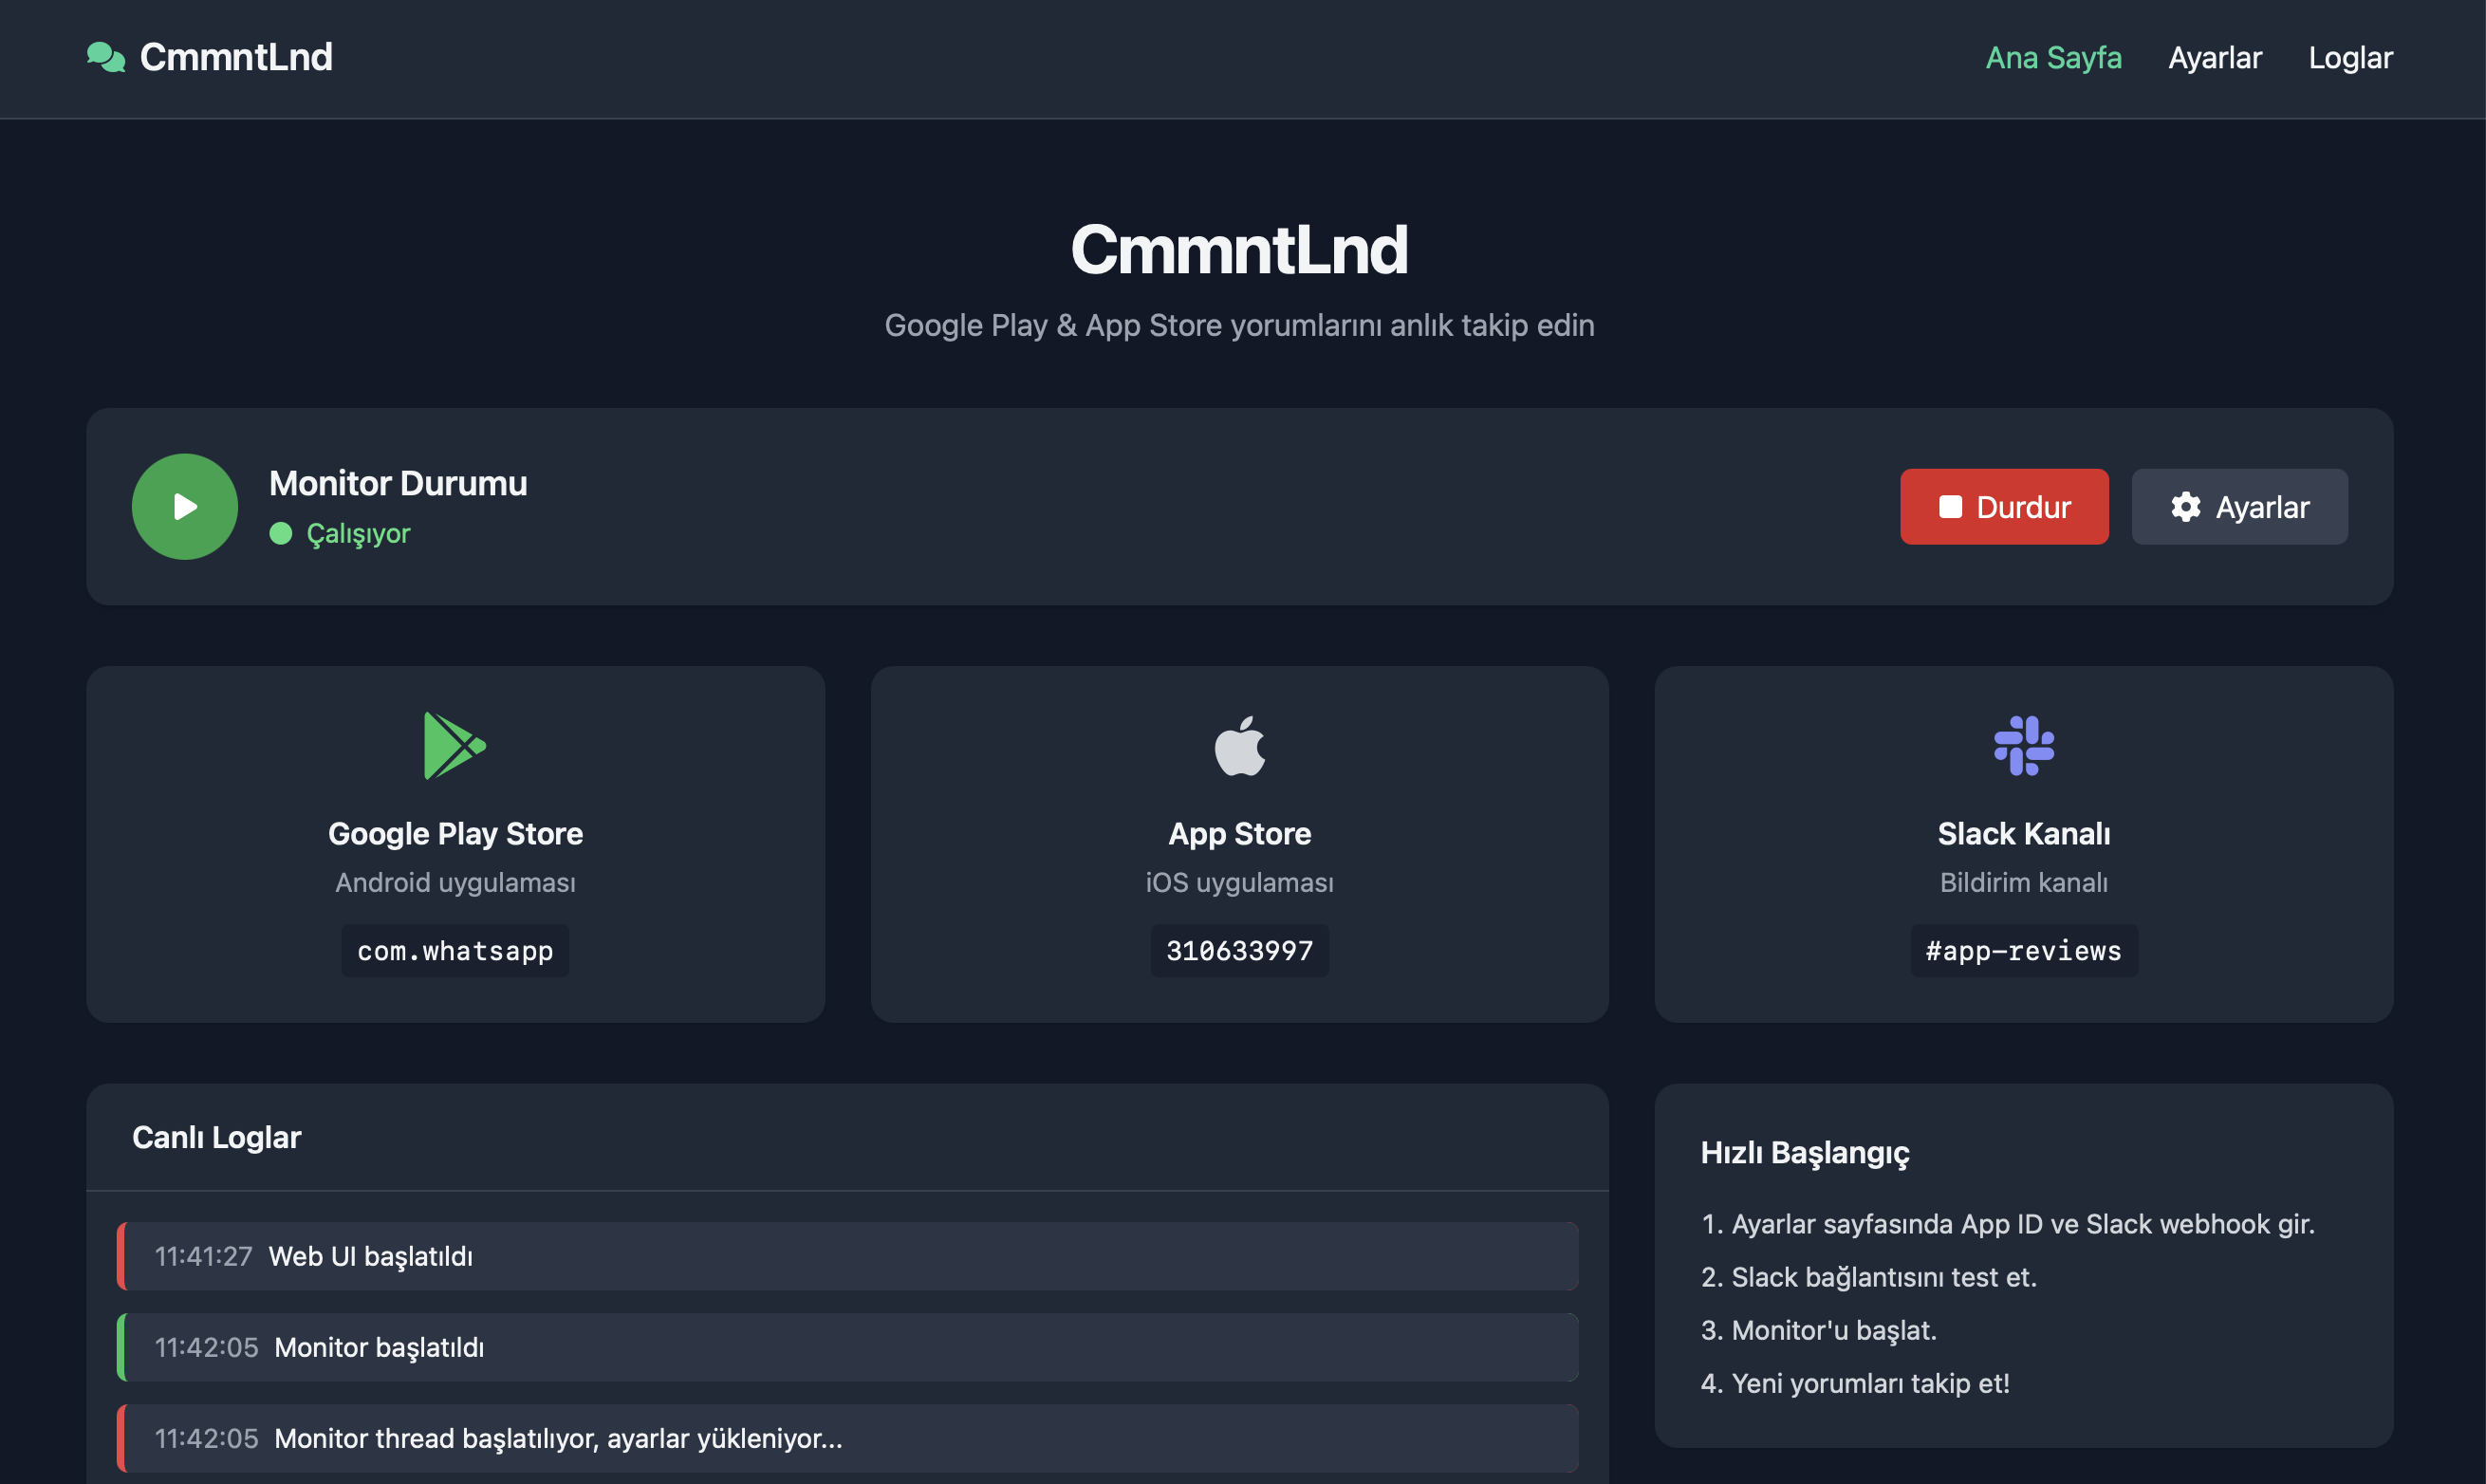 CmmntLnd
Ana Sayfa Ayarlar Loglar
CmmntLnd
Google Play & App Store yorumlarını anlık takip edin
Monitor Durumu
Çalışıyor
Durdur Ayarlar
Google Play Store
Android uygulaması
com.whatsapp
App Store
iOS uygulaması
310633997
Slack Kanalı
Bildirim kanalı
#app-reviews
Canlı Loglar
11:41:27 Web UI başlatıldı
11:42:05 Monitor başlatıldı
11:42:05 Monitor thread başlatılıyor, ayarlar yükleniyor...
Hızlı Başlangıç
1. Ayarlar sayfasında App ID ve Slack webhook gir.
2. Slack bağlantısını test et.
3. Monitor'u başlat.
4. Yeni yorumları takip et!